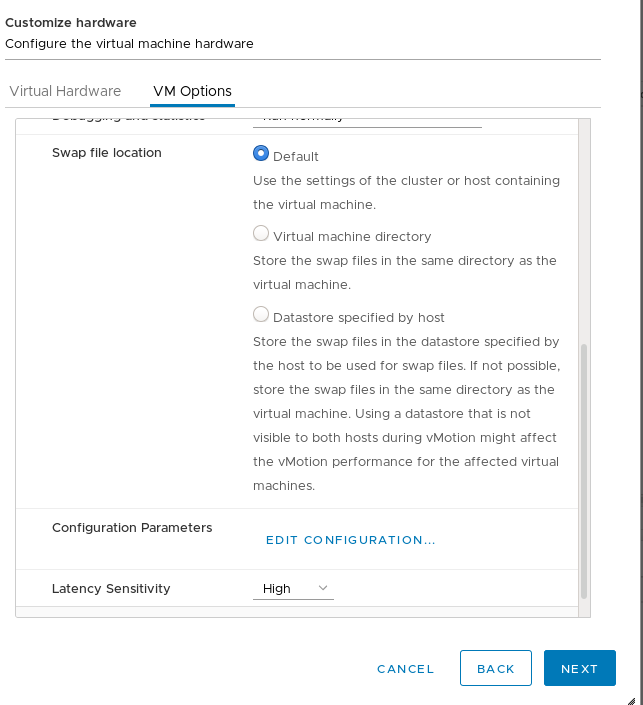 Customize hardware
Configure the virtual machine hardware
Virtual Hardware
VM Options
Debugging and statistics
Run normally
Swap file location
Default
Use the settings of the cluster or host containing
the virtual machine.
Virtual machine directory
Store the swap files in the same directory as the
virtual machine.
Datastore specified by host
Store the swap files in the datastore specified by
the host to be used for swap files. If not possible,
store the swap files in the same directory as the
virtual machine. Using a datastore that is not
visible to both hosts during vMotion might affect
the vMotion performance for the affected virtual
machines.
Configuration Parameters
EDIT CONFIGURATION...
Latency Sensitivity
High
CANCEL
BACK
NEXT